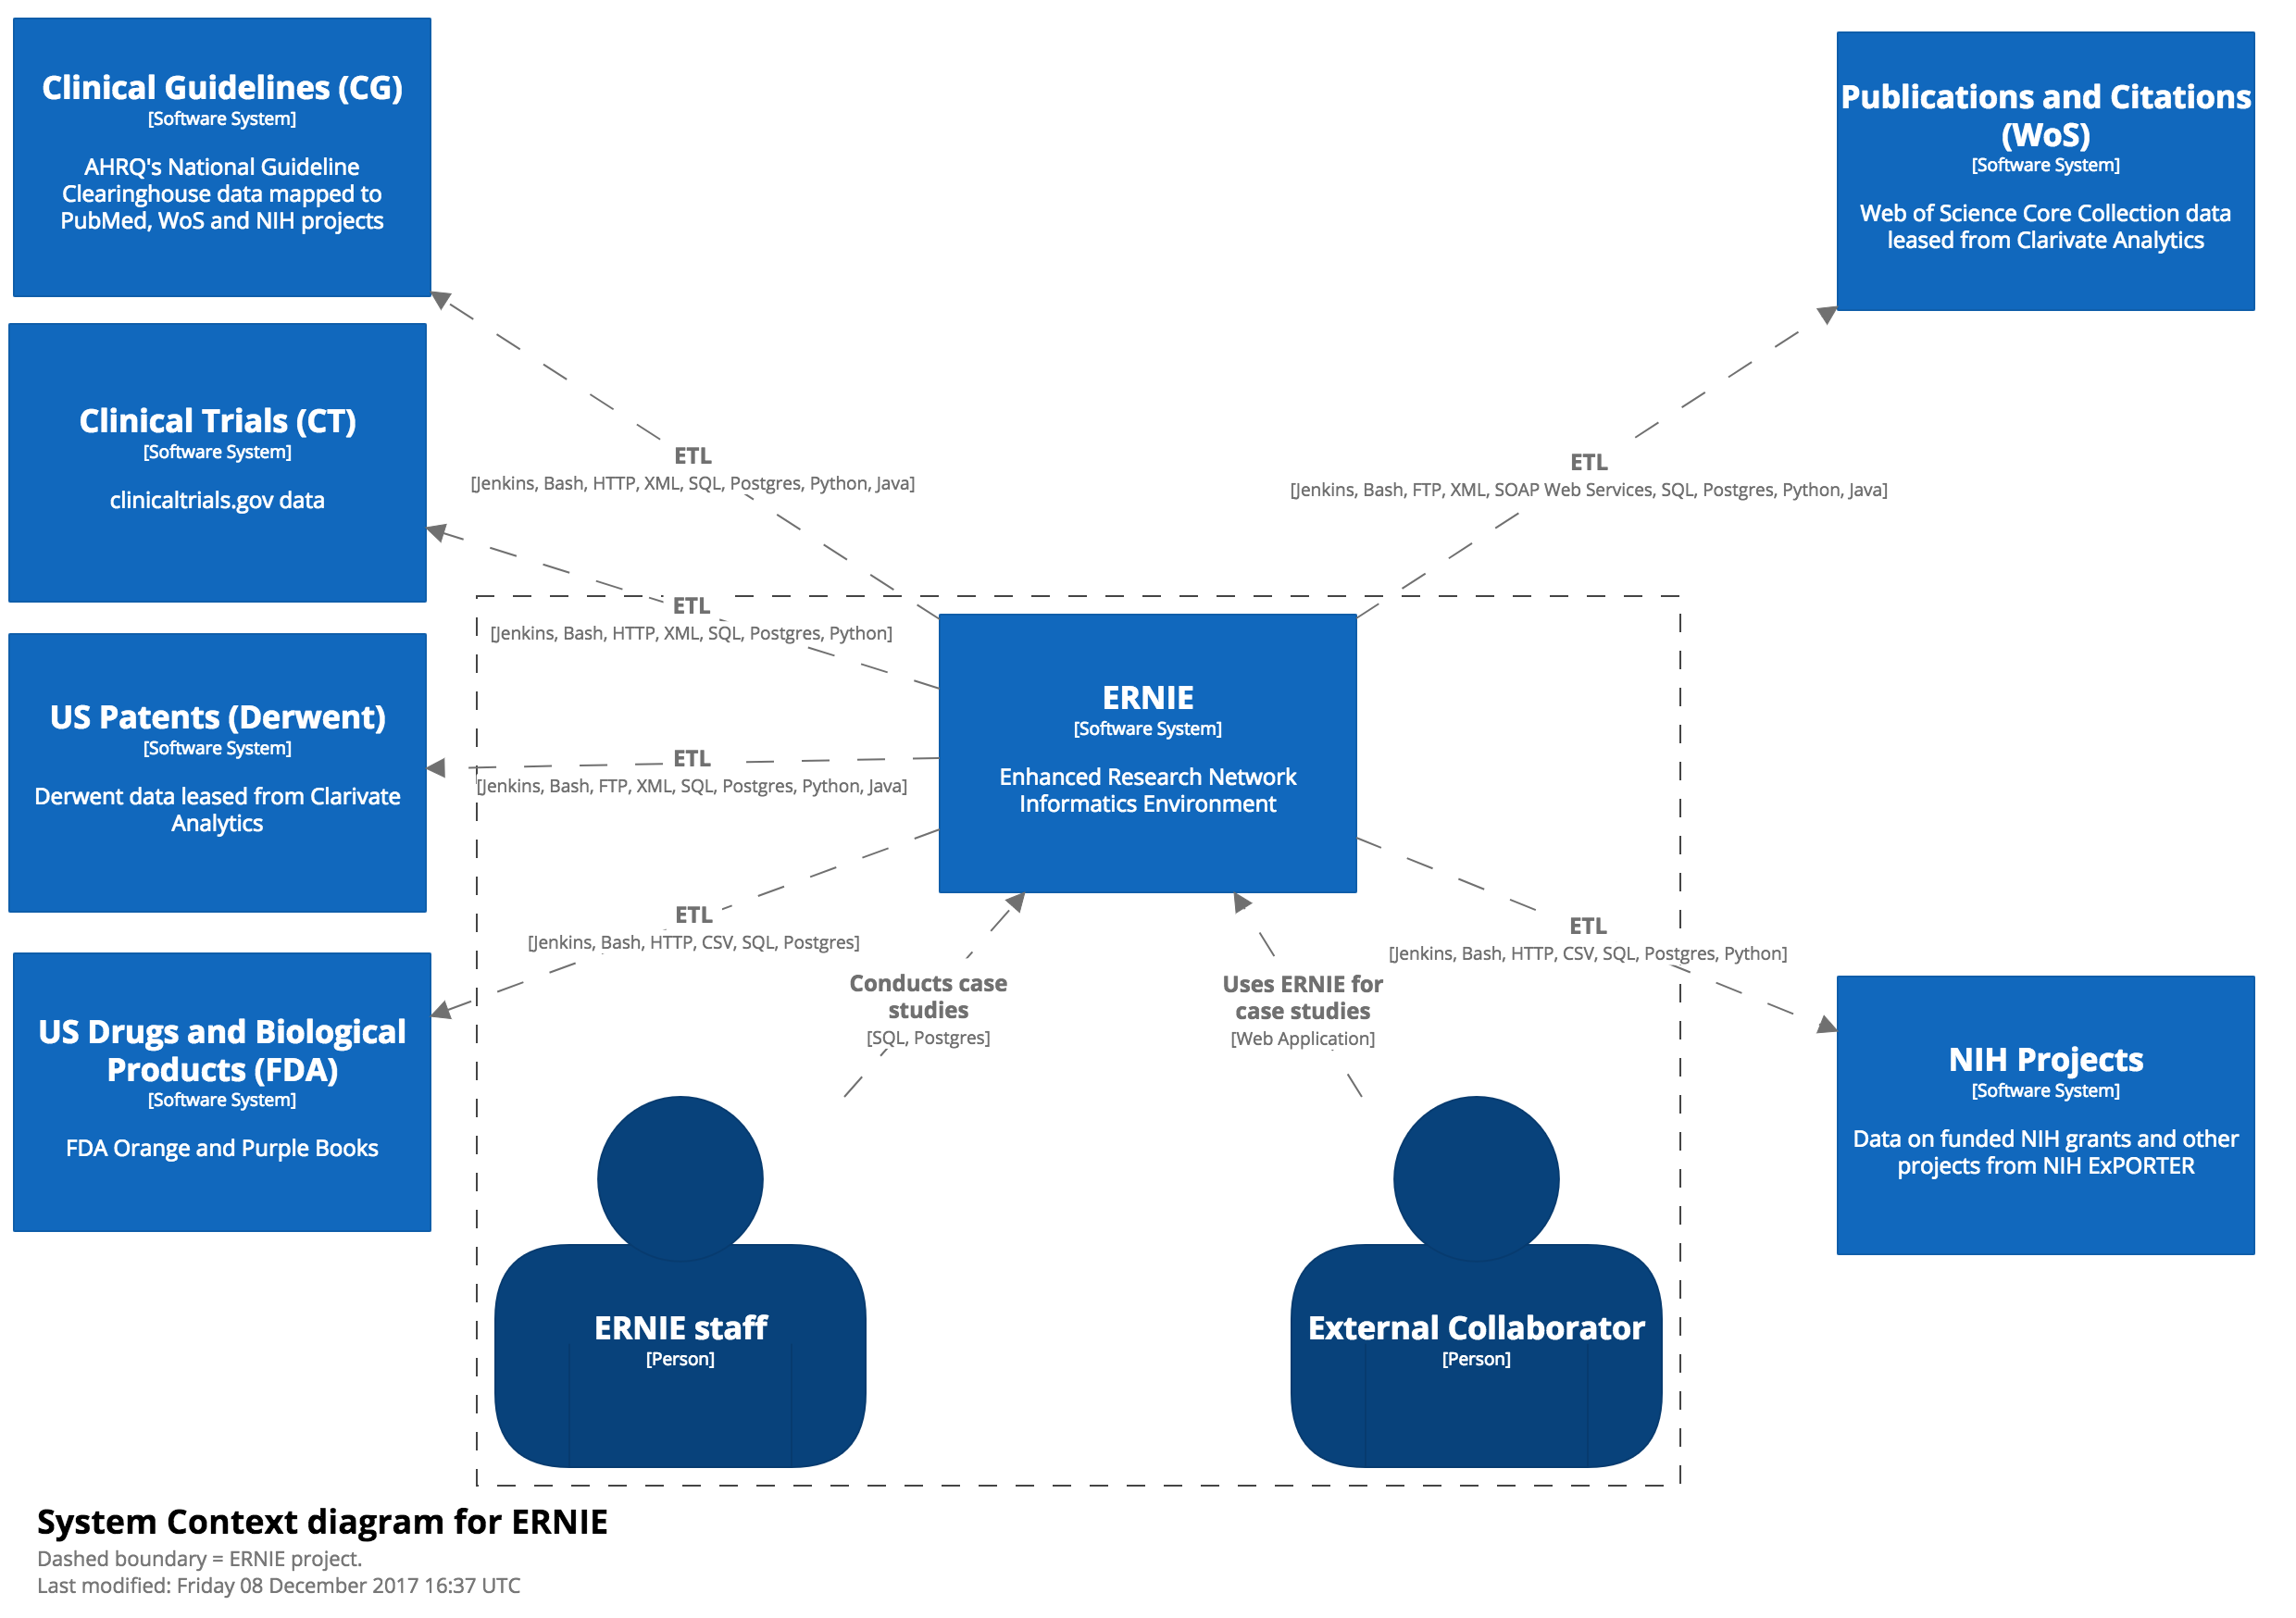 Clinical Guidelines (CG)
[Software System]
AHRQ's National Guideline
Clearinghouse data mapped to
PubMed, WoS and NIH projects
Publications and Citations
(WoS)
[Software System]
Web of Science Core Collection data
leased from Clarivate Analytics
Clinical Trials (CT)
[Software System]
clinicaltrials.gov data
ETL
[Jenkins, Bash, HTTP, XML, SQL, Postgres, Python, Java]
ETL
[Jenkins, Bash, FTP, XML, SOAP Web Services, SQL, Postgres, Python, Java]
ETL
[Jenkins, Bash, HTTP, XML, SQL, Postgres, Python]
US Patents (Derwent)
[Software System]
Derwent data leased from Clarivate
Analytics
ETL
[Jenkins, Bash, FTP, XML, SQL, Postgres, Python, Java]
ERNIE
[Software System]
Enhanced Research Network
Informatics Environment
ETL
[Jenkins, Bash, HTTP, CSV, SQL, Postgres]
ETL
[Jenkins, Bash, HTTP, CSV, SQL, Postgres, Python]
Conducts case
studies
[SQL, Postgres]
Uses ERNIE for
case studies
[Web Application]
US Drugs and Biological
Products (FDA)
[Software System]
FDA Orange and Purple Books
NIH Projects
[Software System]
Data on funded NIH grants and other
projects from NIH ExPORTER
ERNIE staff
[Person]
External Collaborator
[Person]
System Context diagram for ERNIE
Dashed boundary = ERNIE project.
Last modified: Friday 08 December 2017 16:37 UTC